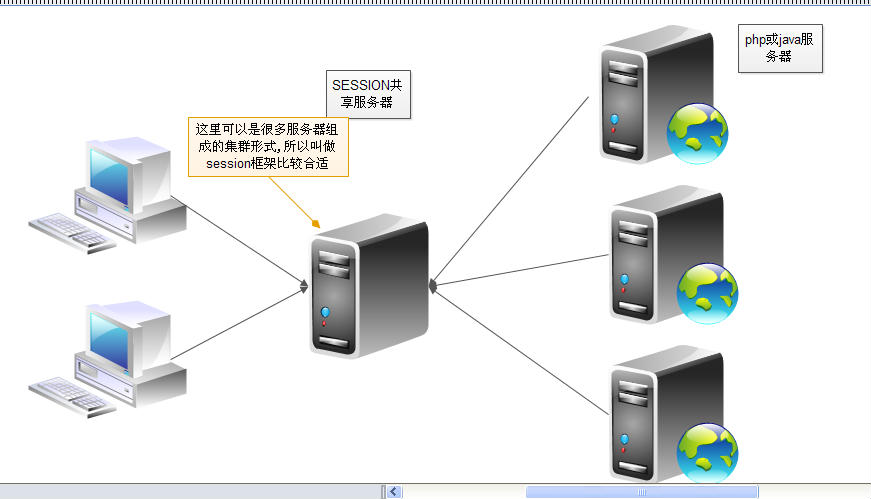 php或java服
务器
SESSION共
享服务器
这里可以是很多服务器组
成的集群形式,所以叫做
session框架比较合适